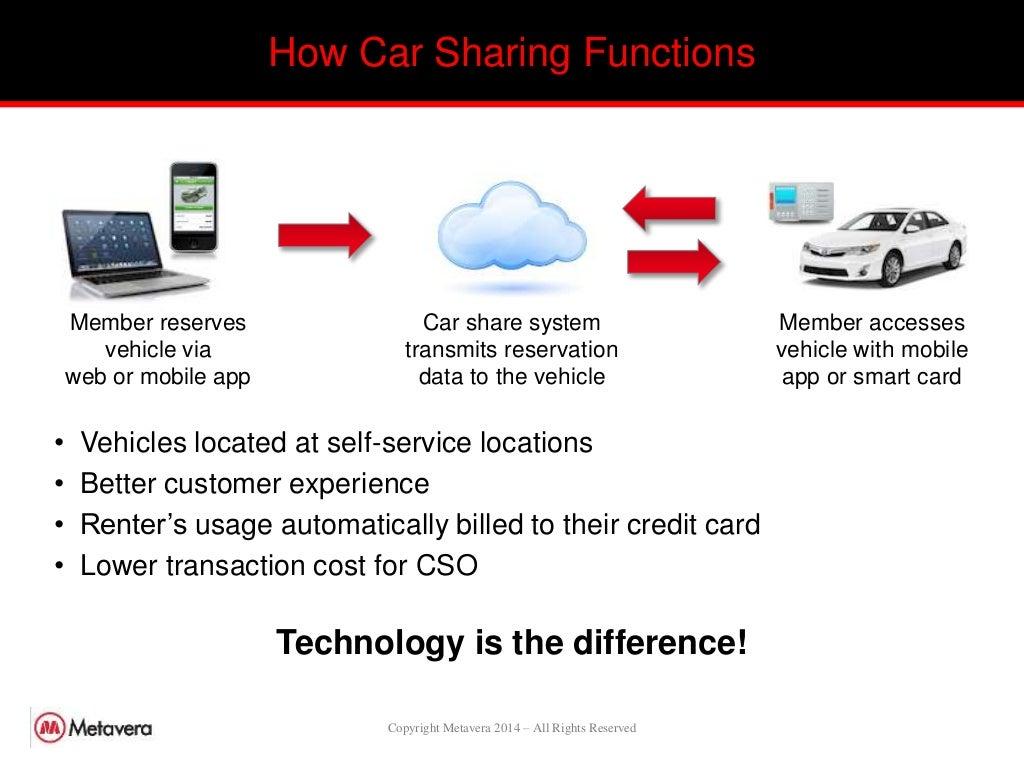 How Car Sharing Functions
Member reserves
vehicle via
web or mobile app
Car share system
transmits reservation
data to the vehicle
Member accesses
vehicle with mobile
app or smart card
• Vehicles located at self-service locations
• Better customer experience
• Renter’s usage automatically billed to their credit card
• Lower transaction cost for CSO
Technology is the difference!
Metavera
Copyright Metavera 2014 – All Rights Reserved